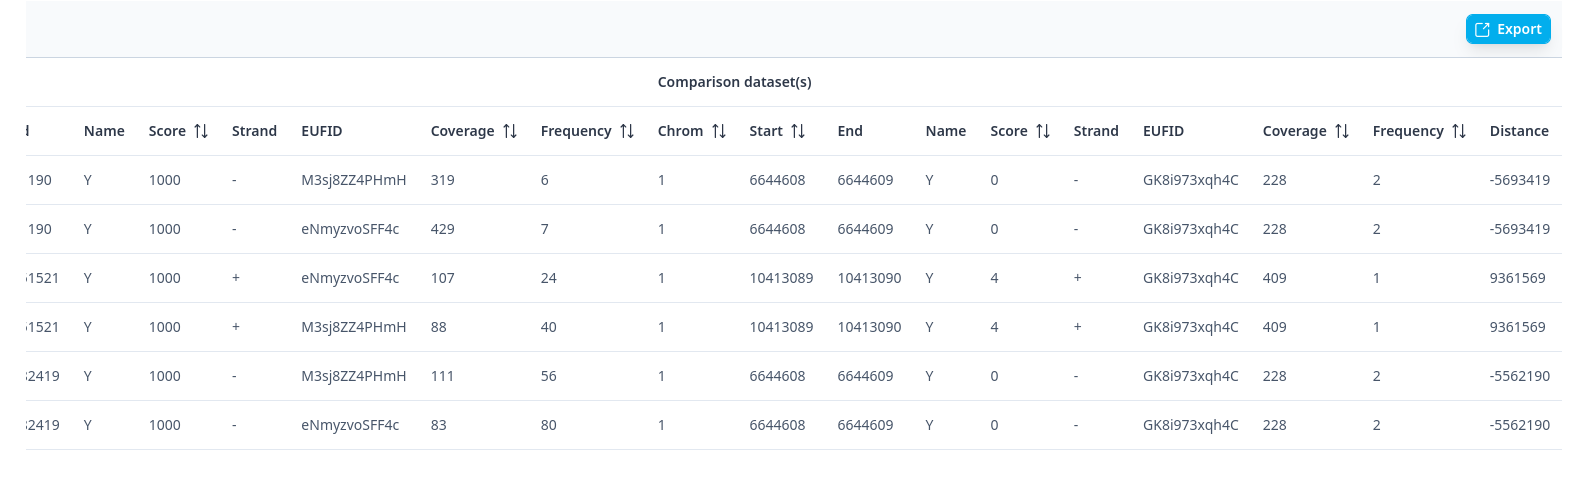 Export
Comparison dataset(s)
Name Score Strand EUFID Coverage Frequency Chrom Start End Name Score Strand EUFID Coverage Frequency Distance
190 Y 1000 - M3sj8ZZ4PHmH 319 6 1 6644608 6644609 Y 0 - GK8i973xqh4C 228 2 -5693419
190 Y 1000 - eNmyzvoSFF4c 429 7 1 6644608 6644609 Y 0 - GK8i973xqh4C 228 2 -5693419
1521 Y 1000 + eNmyzvoSFF4c 107 24 1 10413089 10413090 Y 4 + GK8i973xqh4C 409 1 9361569
1521 Y 1000 + M3sj8ZZ4PHmH 88 40 1 10413089 10413090 Y 4 + GK8i973xqh4C 409 1 9361569
2419 Y 1000 - M3sj8ZZ4PHmH 111 56 1 6644608 6644609 Y 0 - GK8i973xqh4C 228 2 -5562190
2419 Y 1000 - eNmyzvoSFF4c 83 80 1 6644608 6644609 Y 0 - GK8i973xqh4C 228 2 -5562190